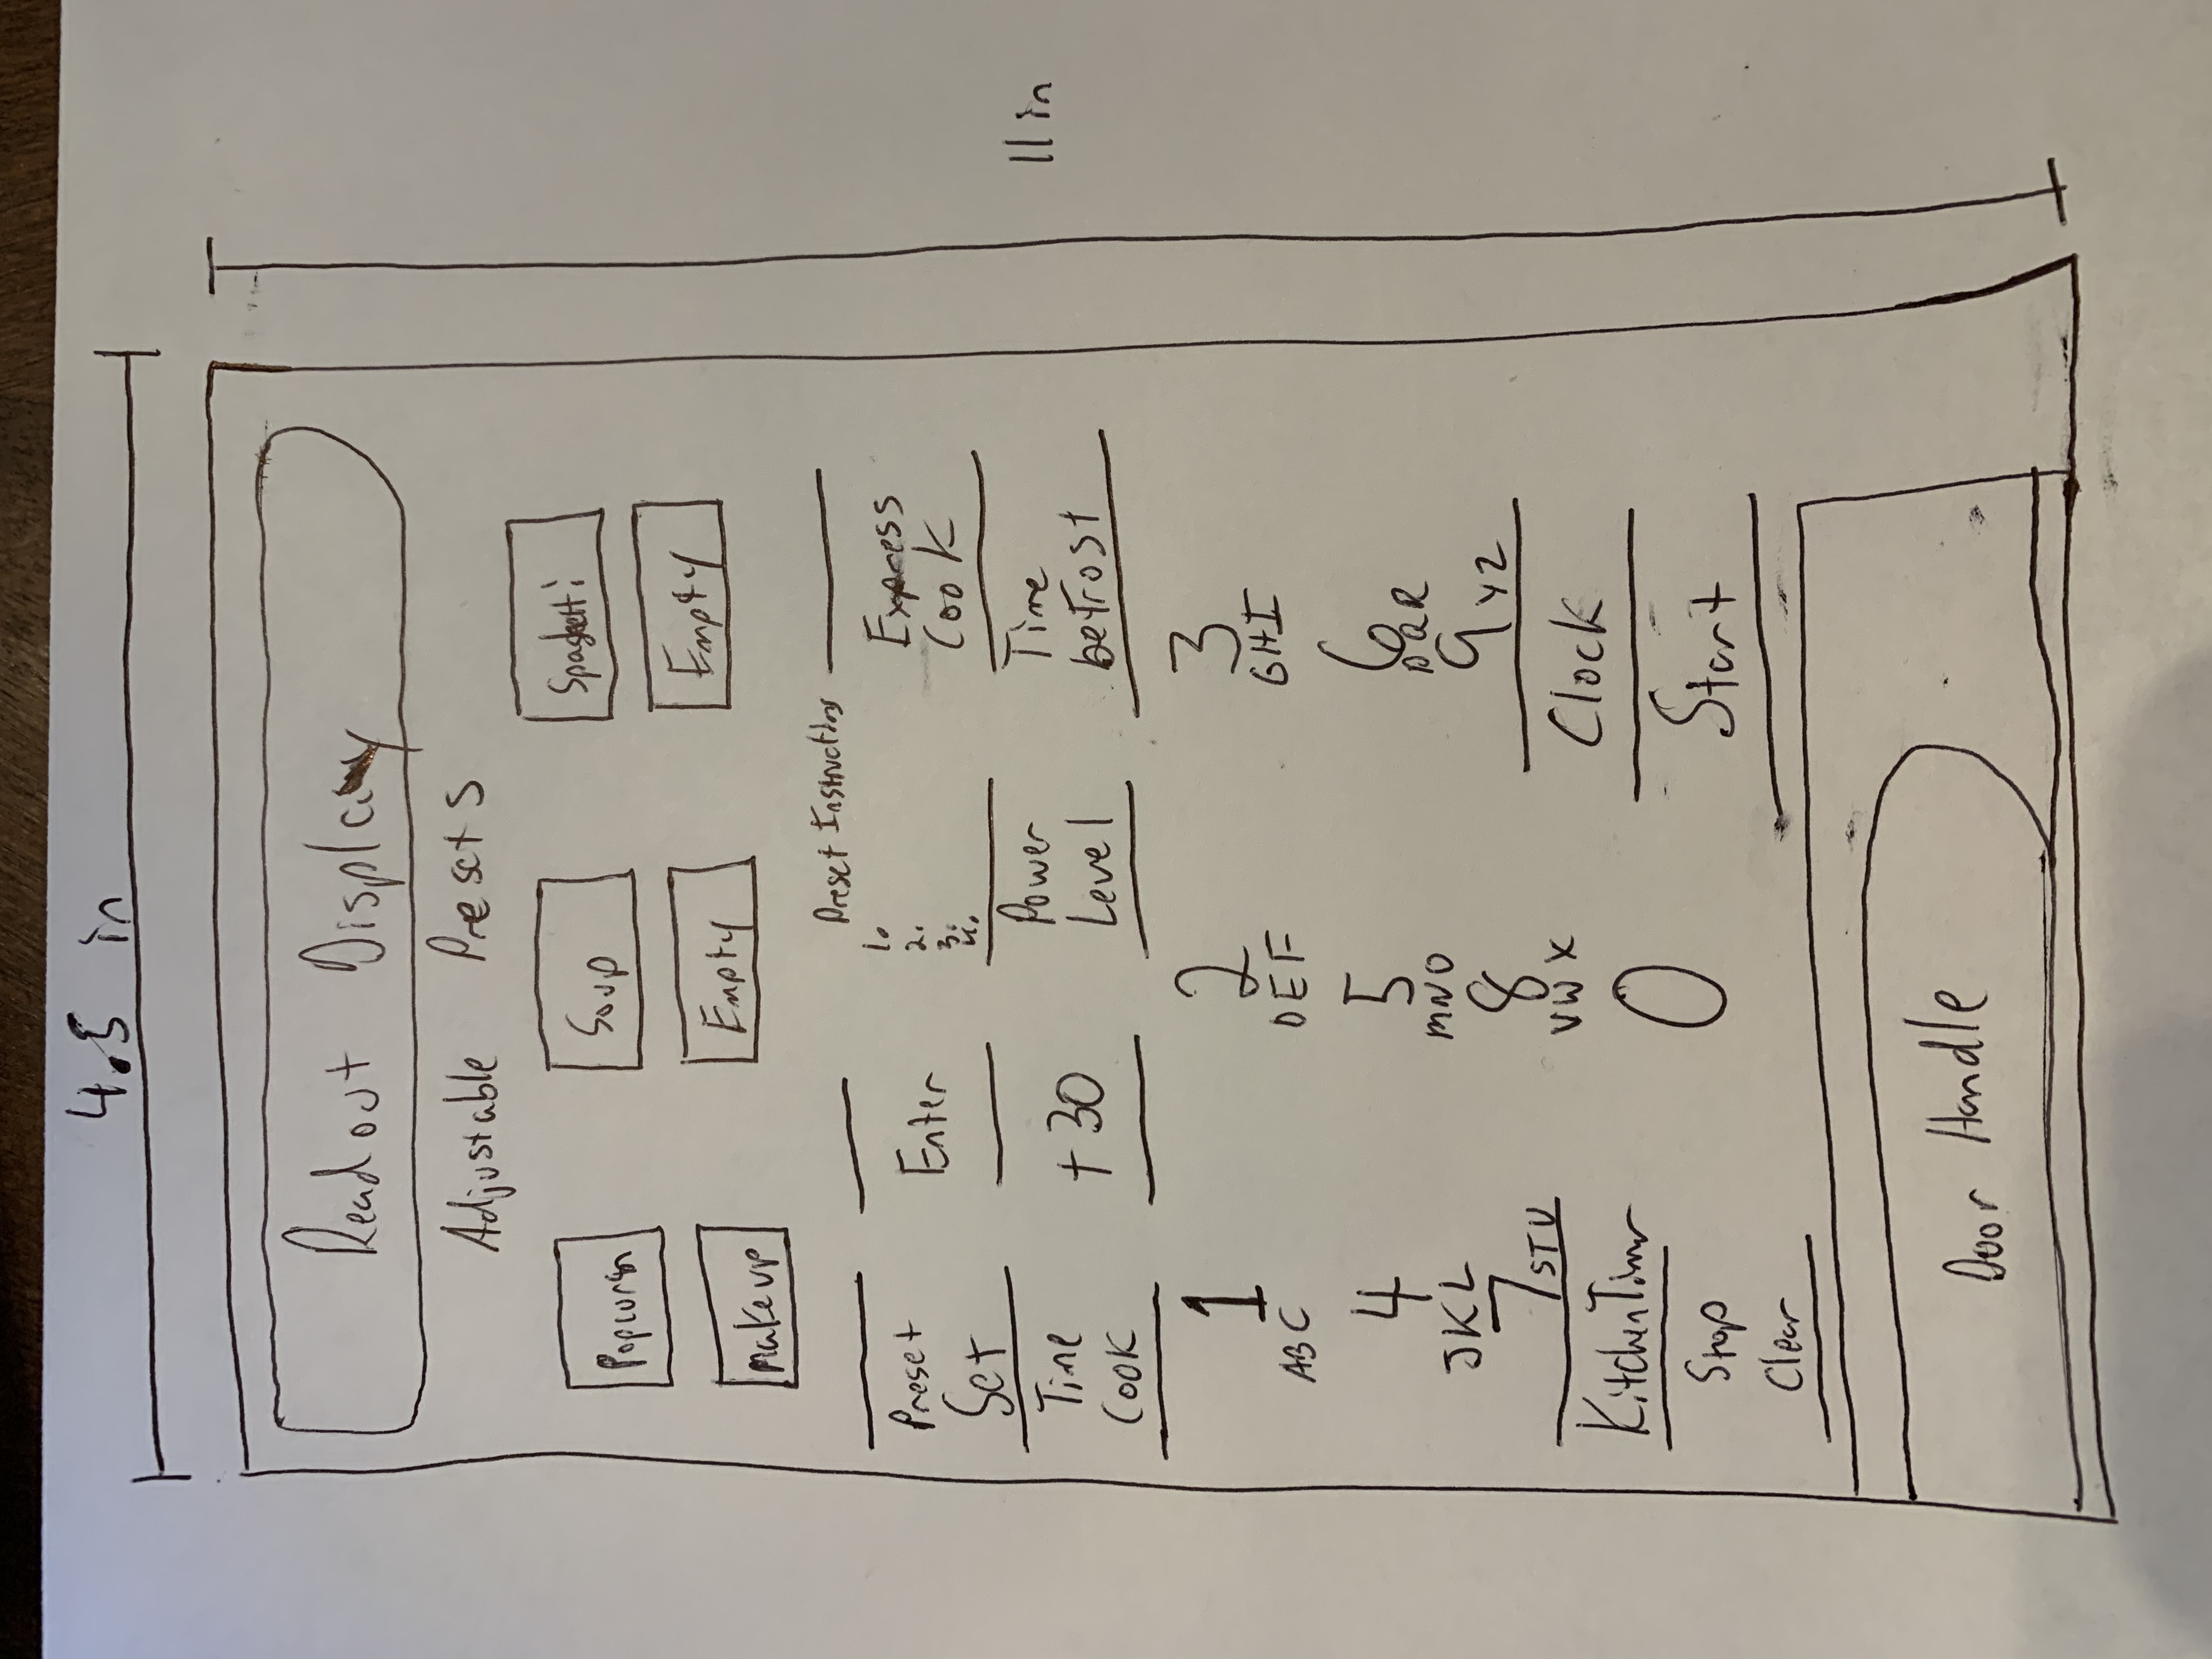 4.5 in
Readout Display
Adjustable Presets
Popcorn
Soup
Spaghetti
Makeup
Empty
Empty
Preset Instructions
1.
2.
3.
4.
Preset
Set
Enter
Express
Cook
Time
Cook
+30
Power
Level
Time
Defrost
11 in
1
ABC
2
DEF
3
GHI
4
JKL
5
MNO
6
PQR
7 STU
8
VWX
9 YZ
Kitchen Timer
0
Clock
Stop
Clear
Start
Door Handle